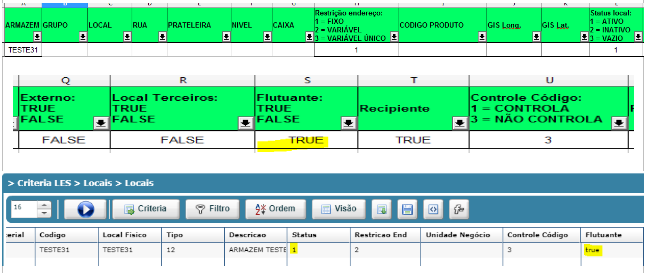 Restrição endereço:
Status local:
1 = FIXO
1 = ATIVO
ARMAZEM GRUPO LOCAL RUA PRATELEIRA NIVEL CAIXA 2 = VARIÁVEL CODIGO PRODUTO GIS Long. GIS Lat. 2 = INATIVO
3 = VARIÁVEL ÚNICO
3 = VAZIO
TESTE31 1 1
Q R S T U
Externo: Local Terceiros: Flutuante: Controle Código:
TRUE TRUE TRUE Recipiente 1 = CONTROLA
FALSE FALSE FALSE 3 = NÃO CONTROLA
FALSE FALSE TRUE TRUE 3
> Criteria LES > Locais > Locais
16 Criteria Filtro Ordem Visão
erial Codigo Local Fisico Tipo Descricao Status Restricao End Unidade Negócio Controle Código Flutuante
TESTE31 TESTE31 12 ARMAZEM TESTE 1 2 3 true